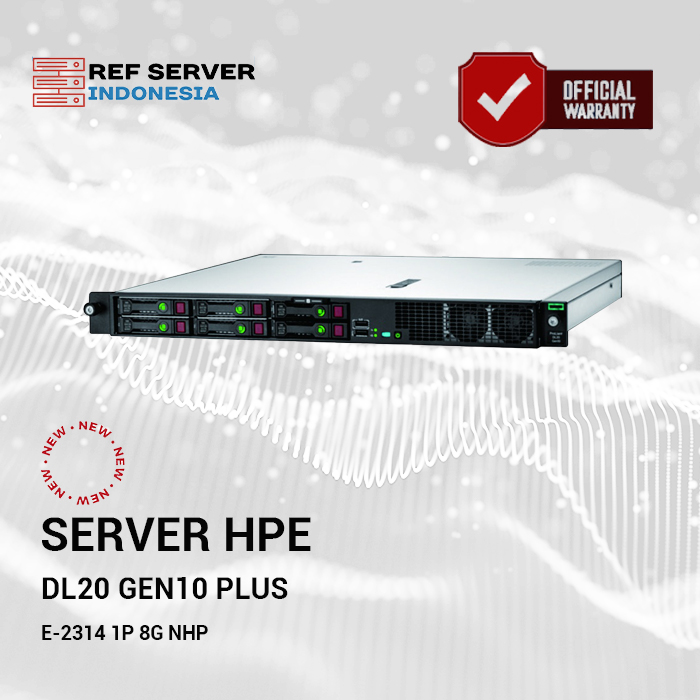 REF SERVER
INDONESIA
OFFICIAL
WARRANTY
NEW • NEW • NEW • NEW • NEW •
SERVER HPE
DL20 GEN10 PLUS
E-2314 1P 8G NHP